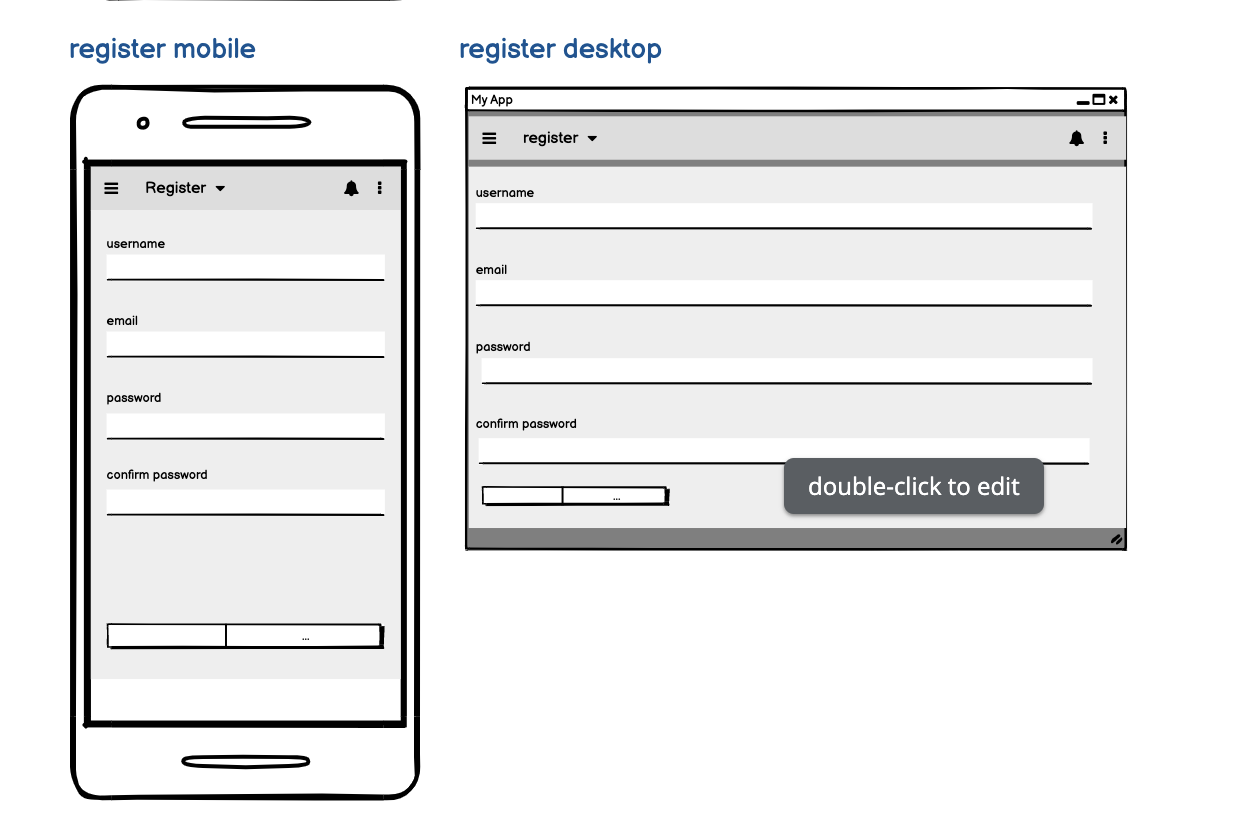 register mobile
Register
username
email
password
confirm password
...
register desktop
My App
register
username
email
password
confirm password
...
double-click to edit